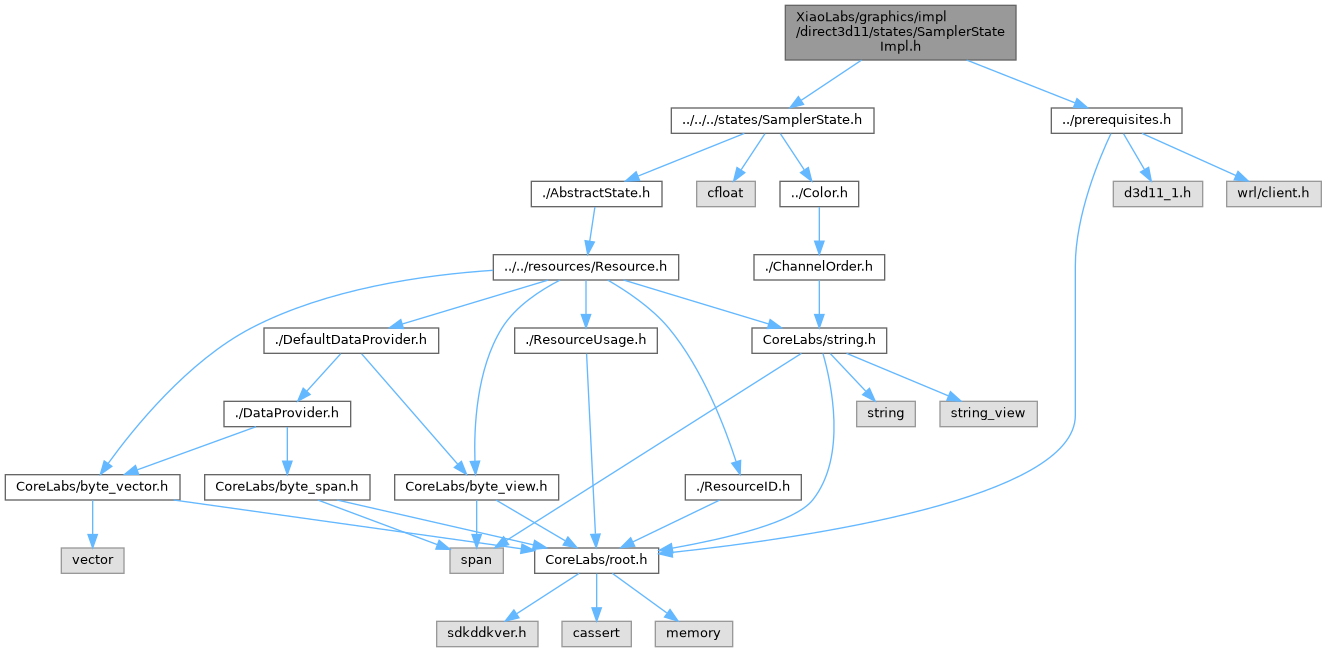 XiaoLabs/graphics/impl
/direct3d11/states/SamplerState
Impl.h
../../../states/SamplerState.h
../prerequisites.h
./AbstractState.h
cfloat
../Color.h
d3d11_1.h
wrl/client.h
../../resources/Resource.h
./ChannelOrder.h
./DefaultDataProvider.h
./ResourceUsage.h
CoreLabs/string.h
./DataProvider.h
string
string_view
CoreLabs/byte_vector.h
CoreLabs/byte_span.h
CoreLabs/byte_view.h
./ResourceID.h
vector
span
CoreLabs/root.h
sdkddkver.h
cassert
memory